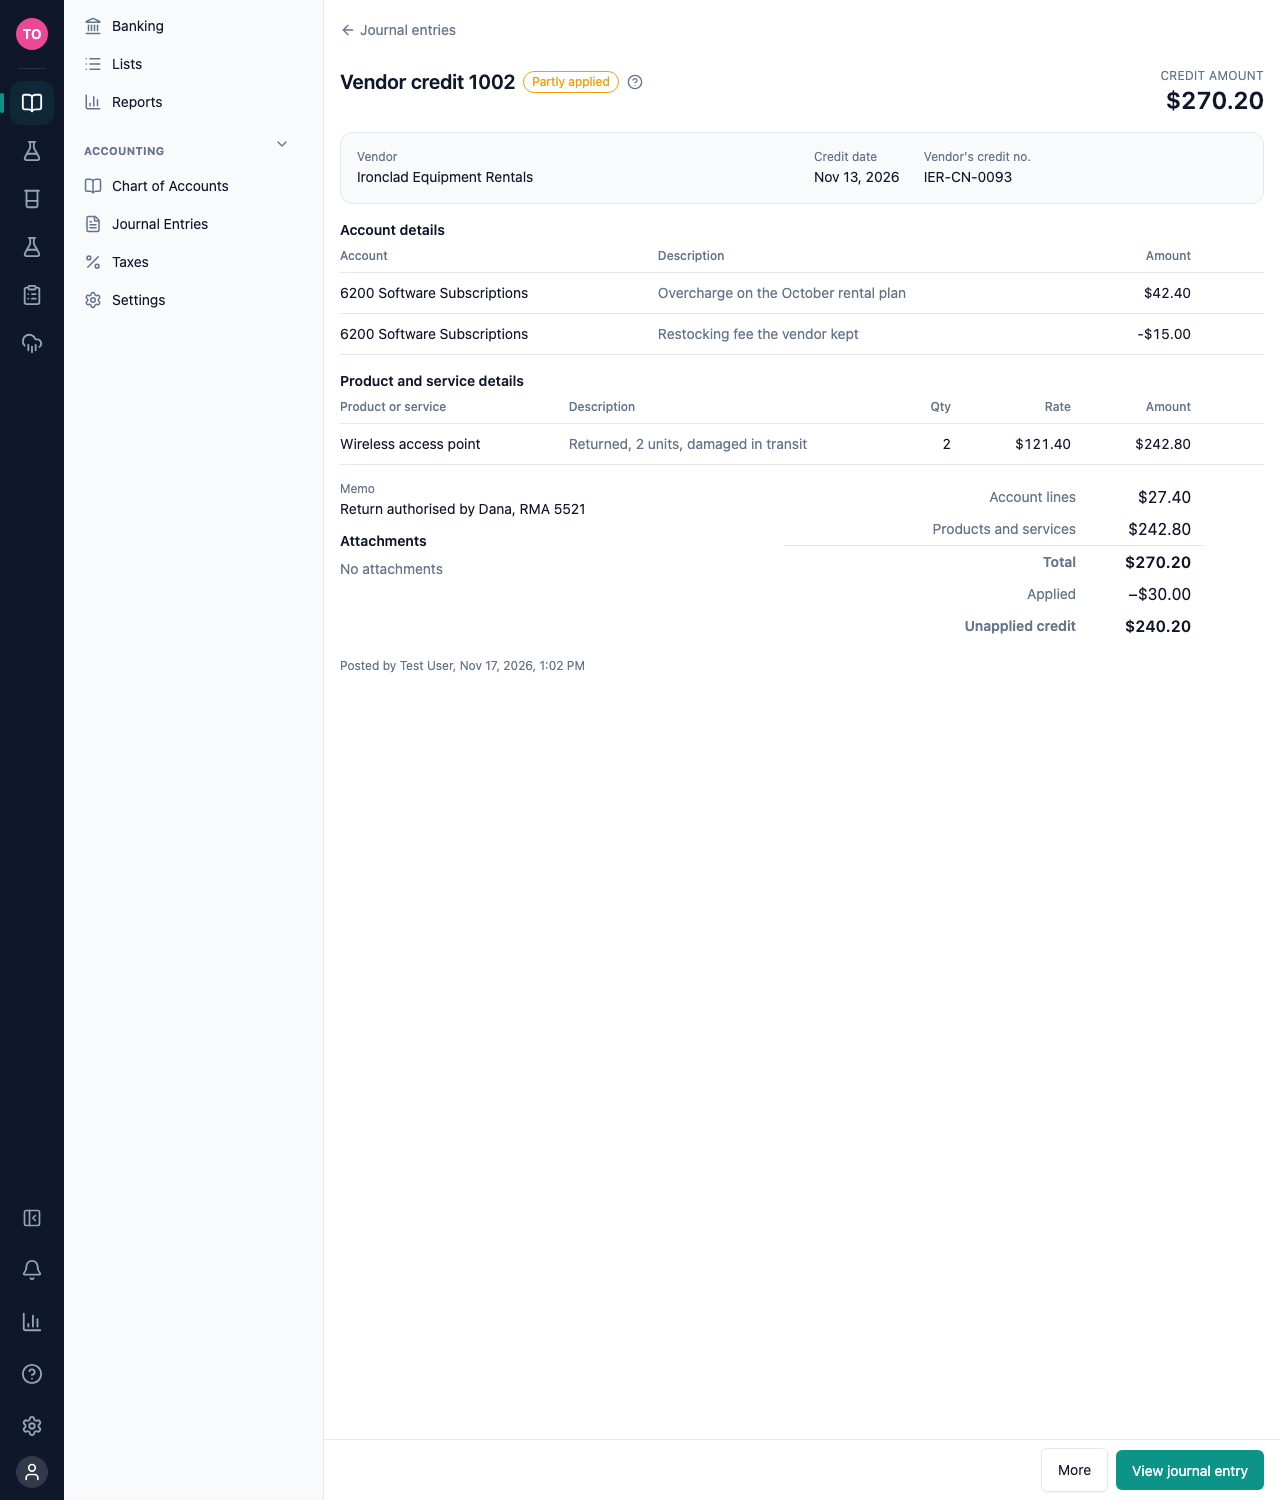 TO
Banking
Lists
Reports
ACCOUNTING
Chart of Accounts
Journal Entries
Taxes
Settings
Journal entries
Vendor credit 1002 Partly applied
CREDIT AMOUNT
$270.20
Vendor Credit date Vendor's credit no.
Ironclad Equipment Rentals Nov 13, 2026 IER-CN-0093
Account details
Account Description Amount
6200 Software Subscriptions Overcharge on the October rental plan $42.40
6200 Software Subscriptions Restocking fee the vendor kept -$15.00
Product and service details
Product or service Description Qty Rate Amount
Wireless access point Returned, 2 units, damaged in transit 2 $121.40 $242.80
Memo
Return authorised by Dana, RMA 5521
Attachments
No attachments
Account lines $27.40
Products and services $242.80
Total $270.20
Applied –$30.00
Unapplied credit $240.20
Posted by Test User, Nov 17, 2026, 1:02 PM
More View journal entry